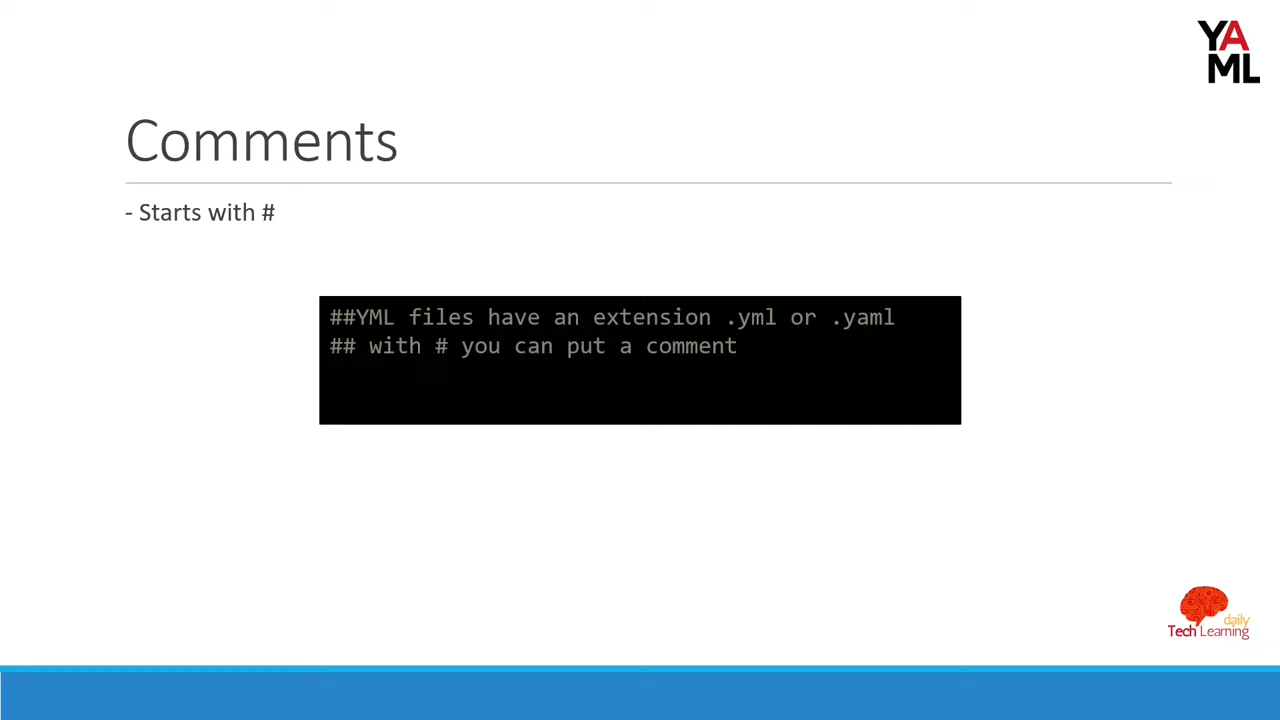 YA
ML
Comments
- Starts with #
##YML files have an extension .yml or .yaml
## with # you can put a comment
daily
Tech Learning